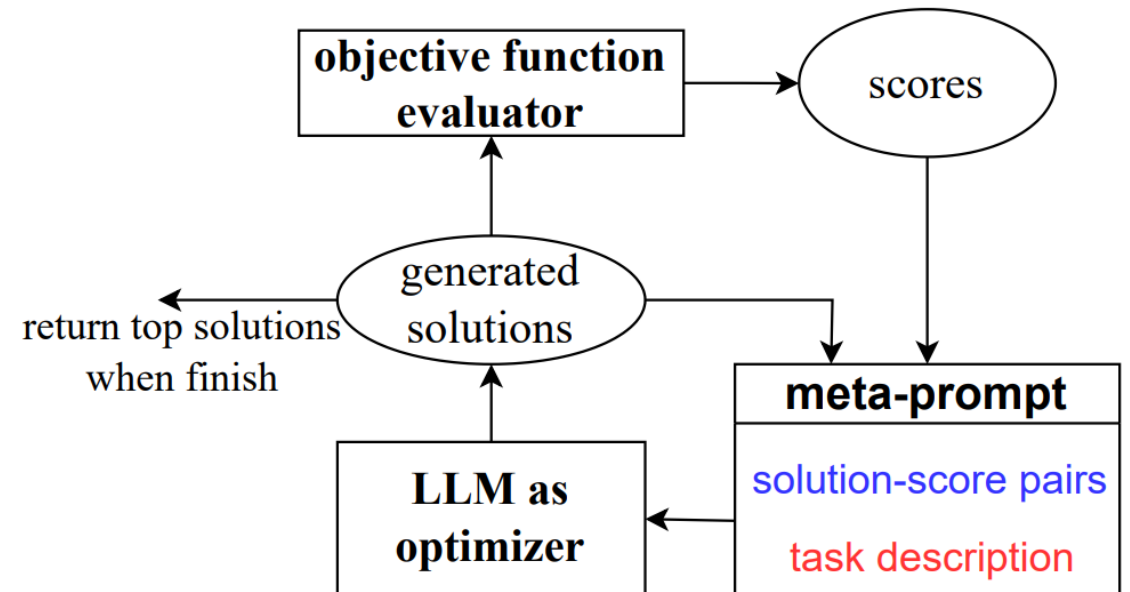 objective function
evaluator
scores
generated
solutions
return top solutions
when finish
meta-prompt
solution-score pairs
task description
LLM as
optimizer